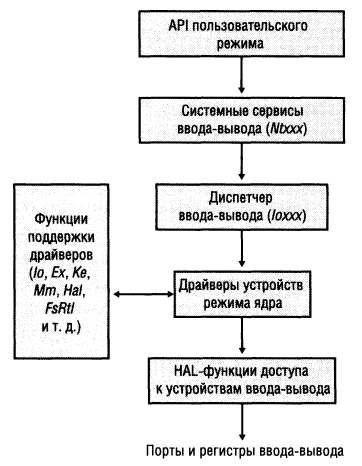 API пользовательского
режима
Системные сервисы
ввода-вывода (Ntxxx)
Диспетчер
ввода-вывода (Ioxxx)
Функции
поддержки
драйверов
(Io, Ex, Ke,
Mm, Hal,
FsRtl
и т. д.)
Драйверы устройств
режима ядра
HAL-функции доступа
к устройствам ввода-вывода
Порты и регистры ввода-вывода